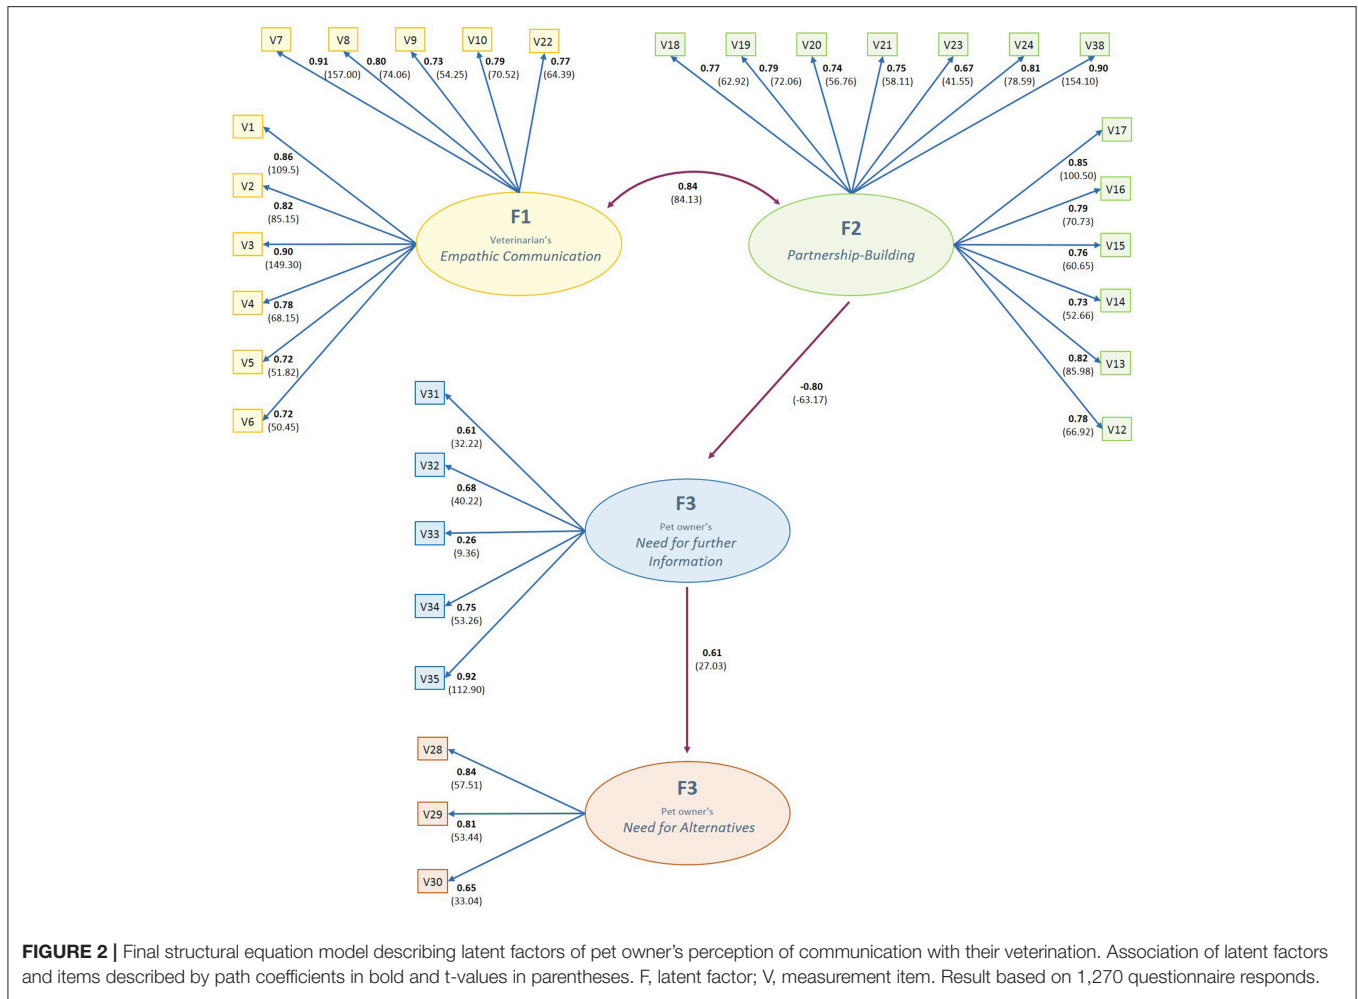 V7 V8 V9 V10 V22
0.91 0.80 0.73 0.79 0.77
(157.00) (74.06) (54.25) (70.52) (64.39)
V18 V19 V20 V21 V23 V24 V38
0.77 0.79 0.74 0.75 0.67 0.81 0.90
(62.92) (72.06) (56.76) (58.11) (41.55) (78.59) (154.10)
V1
0.86
(109.5)
V2
0.82
(85.15)
V3
0.90
(149.30)
V4
0.78
(68.15)
V5
0.72
(51.82)
V6
0.72
(50.45)
F1
Veterinarian's
Empathic Communication
0.84
(84.13)
F2
Partnership-Building
V17
0.85
(100.50)
V16
0.79
(70.73)
V15
0.76
(60.65)
V14
0.73
(52.66)
V13
0.82
(85.98)
V12
0.78
(66.92)
-0.80
(-63.17)
V31
0.61
(32.22)
V32
0.68
(40.22)
V33
0.26
(9.36)
V34
0.75
(53.26)
V35
0.92
(112.90)
F3
Pet owner's
Need for further
Information
0.61
(27.03)
V28
0.84
(57.51)
V29
0.81
(53.44)
V30
0.65
(33.04)
F3
Pet owner's
Need for Alternatives
FIGURE 2 | Final structural equation model describing latent factors of pet owner's perception of communication with their veterination. Association of latent factors
and items described by path coefficients in bold and t-values in parentheses. F, latent factor; V, measurement item. Result based on 1,270 questionnaire responds.